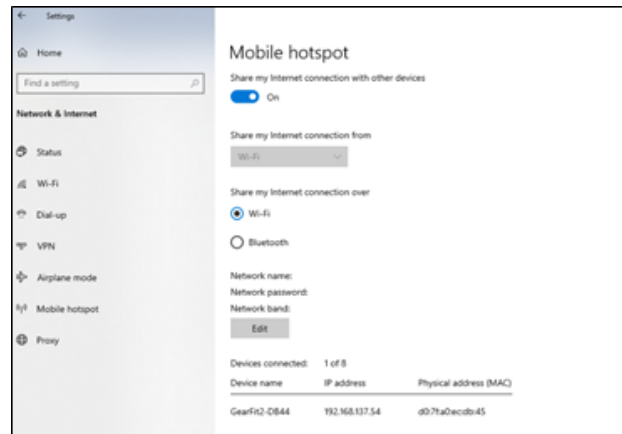 Settings
Home
Find a setting
Network & Internet
Status
Wi-Fi
Dial-up
VPN
Airplane mode
Mobile hotspot
Proxy
Mobile hotspot
Share my Internet connection with other devices
On
Share my Internet connection from
Wi-Fi
Share my Internet connection over
Wi-Fi
Bluetooth
Network name:
Network password:
Network band:
Edit
Devices connected: 1 of 8
Device name IP address Physical address (MAC)
GearFit2-DB44 192.168.137.54